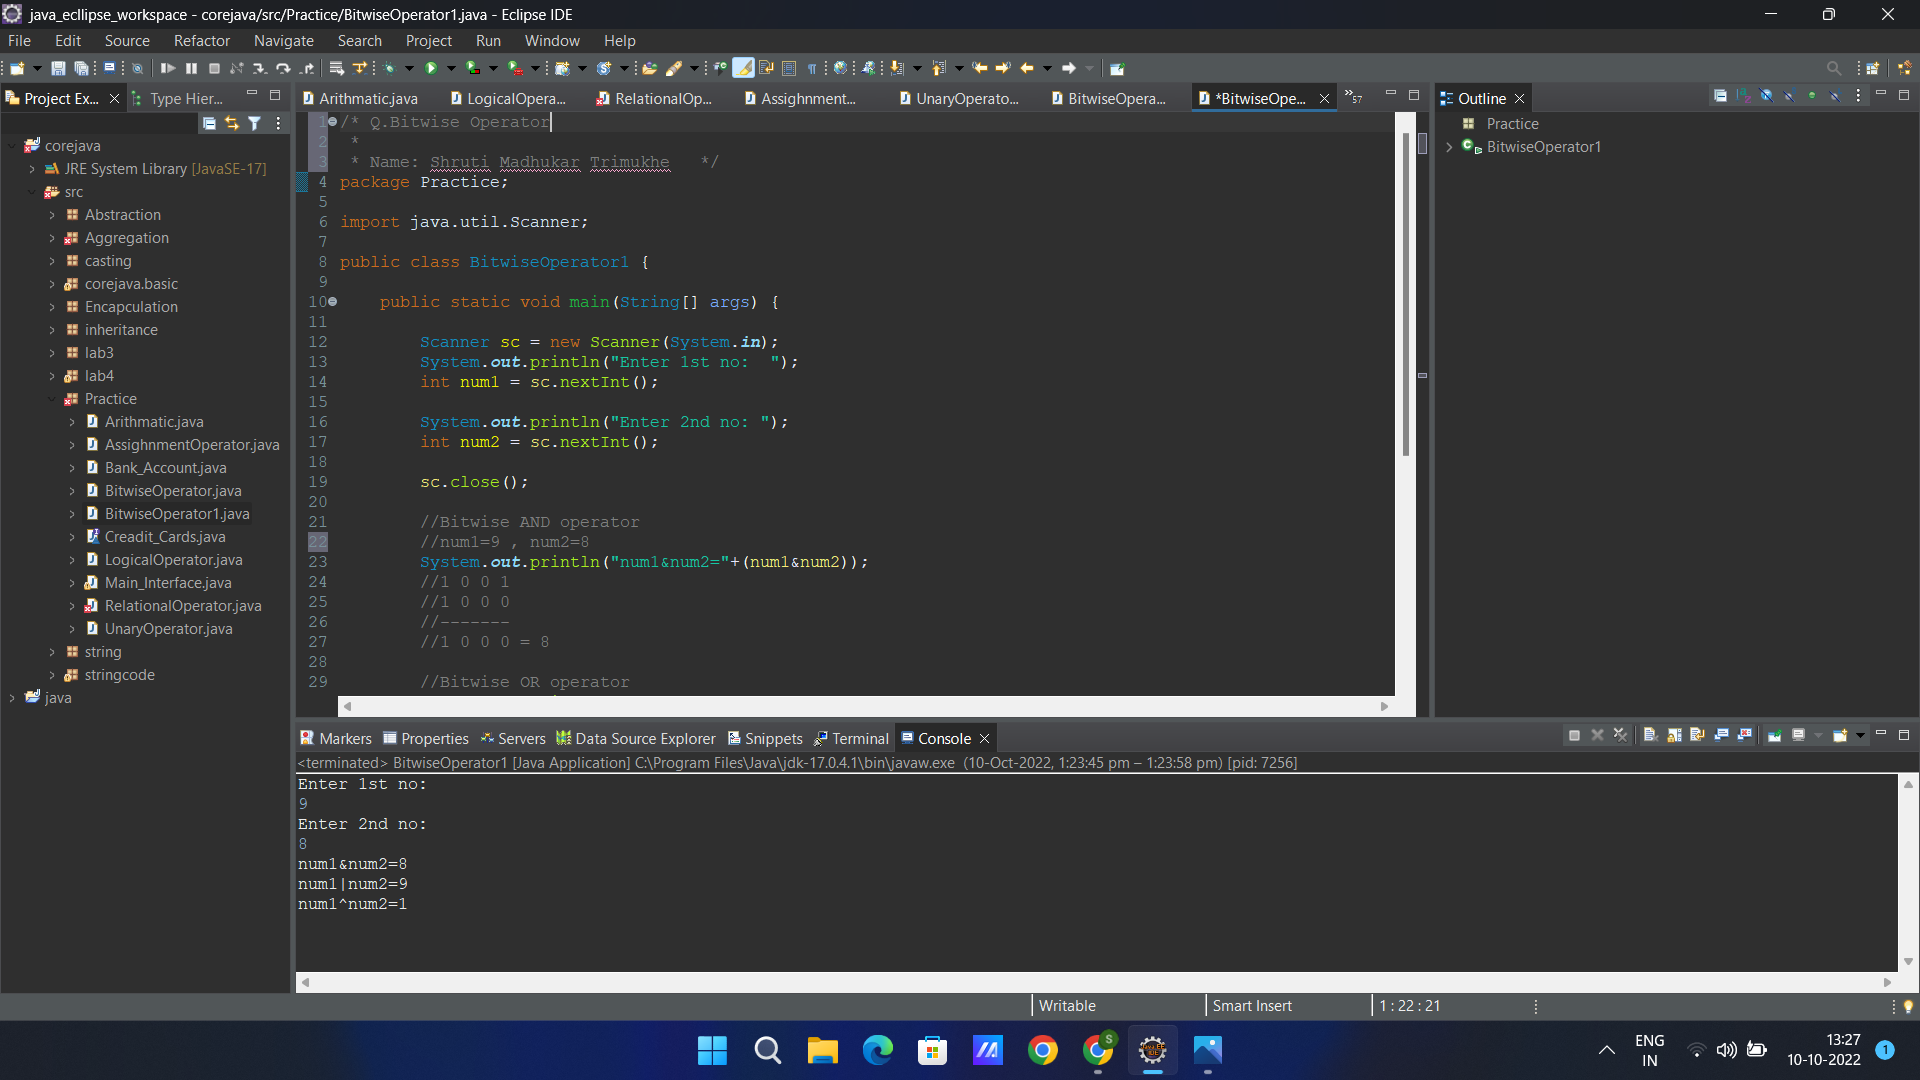 java_ecllipse_workspace - corejava/src/Practice/BitwiseOperator1.java - Eclipse IDE
File Edit Source Refactor Navigate Search Project Run Window Help
Project Ex... Type Hier...
Arithmatic.java LogicalOpera... RelationalOp... Assighnment... UnaryOperato... BitwiseOpera... *BitwiseOpe... »57
Outline
corejava
JRE System Library [JavaSE-17]
src
Abstraction
Aggregation
casting
corejava.basic
Encapculation
inheritance
lab3
lab4
Practice
Arithmatic.java
AssighnmentOperator.java
Bank_Account.java
BitwiseOperator.java
BitwiseOperator1.java
Creadit_Cards.java
LogicalOperator.java
Main_Interface.java
RelationalOperator.java
UnaryOperator.java
string
stringcode
java
1 /* Q.Bitwise Operator
2 *
3 * Name: Shruti Madhukar Trimukhe */
4 package Practice;
5
6 import java.util.Scanner;
7
8 public class BitwiseOperator1 {
9
10 public static void main(String[] args) {
11
12 Scanner sc = new Scanner(System.in);
13 System.out.println("Enter 1st no:  ");
14 int num1 = sc.nextInt();
15
16 System.out.println("Enter 2nd no: ");
17 int num2 = sc.nextInt();
18
19 sc.close();
20
21 //Bitwise AND operator
22 //num1=9 , num2=8
23 System.out.println("num1&num2="+(num1&num2));
24 //1 0 0 1
25 //1 0 0 0
26 //-------
27 //1 0 0 0 = 8
28
29 //Bitwise OR operator
Practice
BitwiseOperator1
Markers Properties Servers Data Source Explorer Snippets Terminal Console
<terminated> BitwiseOperator1 [Java Application] C:\Program Files\Java\jdk-17.0.4.1\bin\javaw.exe (10-Oct-2022, 1:23:45 pm – 1:23:58 pm) [pid: 7256]
Enter 1st no:
9
Enter 2nd no:
8
num1&num2=8
num1|num2=9
num1^num2=1
Writable Smart Insert 1 : 22 : 21
S
ENG
IN
13:27
10-10-2022
1